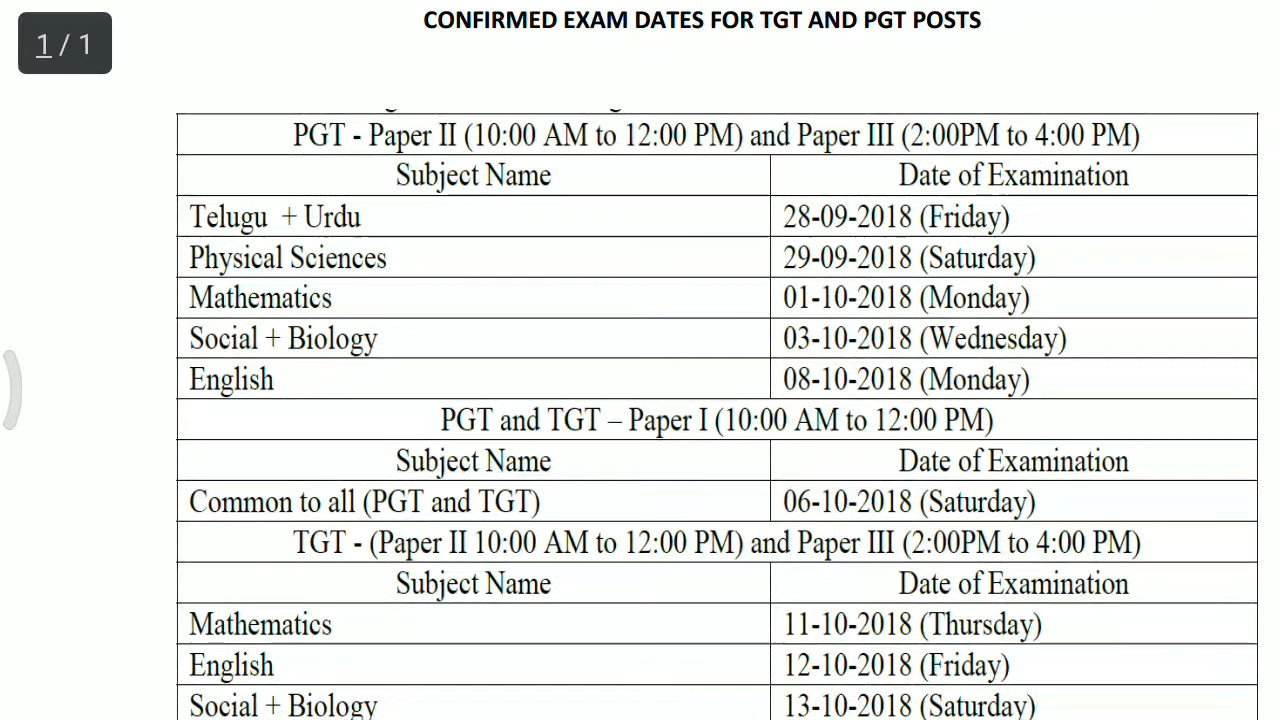 CONFIRMED EXAM DATES FOR TGT AND PGT POSTS
1 / 1
PGT - Paper II (10:00 AM to 12:00 PM) and Paper III (2:00PM to 4:00 PM)
Subject Name Date of Examination
Telugu + Urdu 28-09-2018 (Friday)
Physical Sciences 29-09-2018 (Saturday)
Mathematics 01-10-2018 (Monday)
Social + Biology 03-10-2018 (Wednesday)
English 08-10-2018 (Monday)
PGT and TGT – Paper I (10:00 AM to 12:00 PM)
Subject Name Date of Examination
Common to all (PGT and TGT) 06-10-2018 (Saturday)
TGT - (Paper II 10:00 AM to 12:00 PM) and Paper III (2:00PM to 4:00 PM)
Subject Name Date of Examination
Mathematics 11-10-2018 (Thursday)
English 12-10-2018 (Friday)
Social + Biology 13-10-2018 (Saturday)